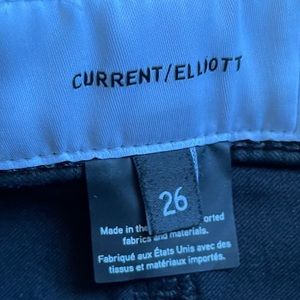 CURRENT/ELLIOTT
26
Made in the orted
fabrics and materials.
Fabriqué aux États Unis avec des
tissus et matériaux importés.